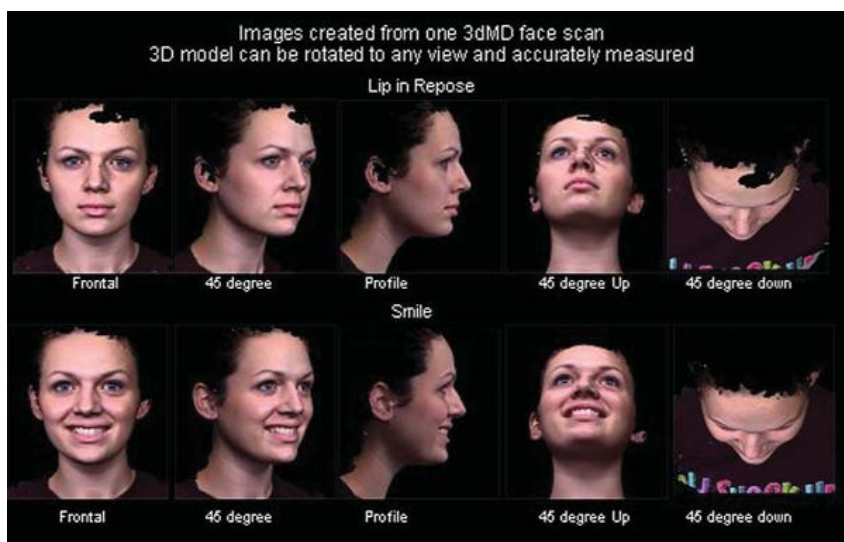 Images created from one 3dMD face scan
3D model can be rotated to any view and accurately measured
Lip in Repose
Frontal 45 degree Profile 45 degree Up 45 degree down
Smile
Frontal 45 degree Profile 45 degree Up 45 degree down